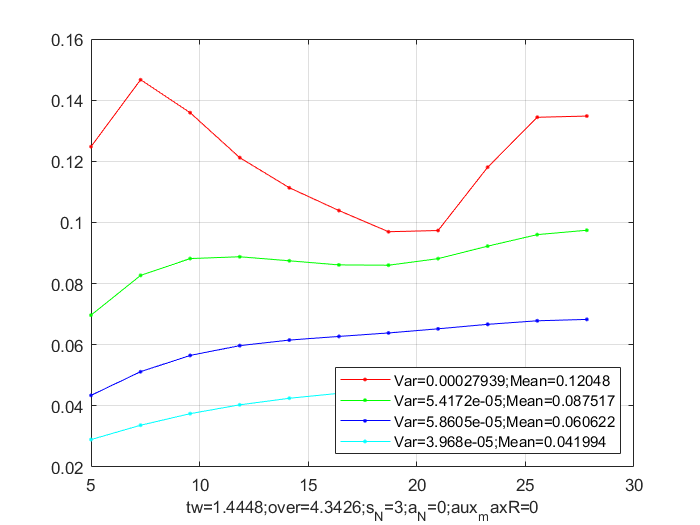 0.16
0.14
0.12
0.1
0.08
0.06
0.04
0.02
Var=0.00027939;Mean=0.12048
Var=5.4172e-05;Mean=0.087517
Var=5.8605e-05;Mean=0.060622
Var=3.968e-05;Mean=0.041994
5 10 15 20 25 30
tw=1.4448;over=4.3426;s_N=3;a_N=0;aux_maxR=0